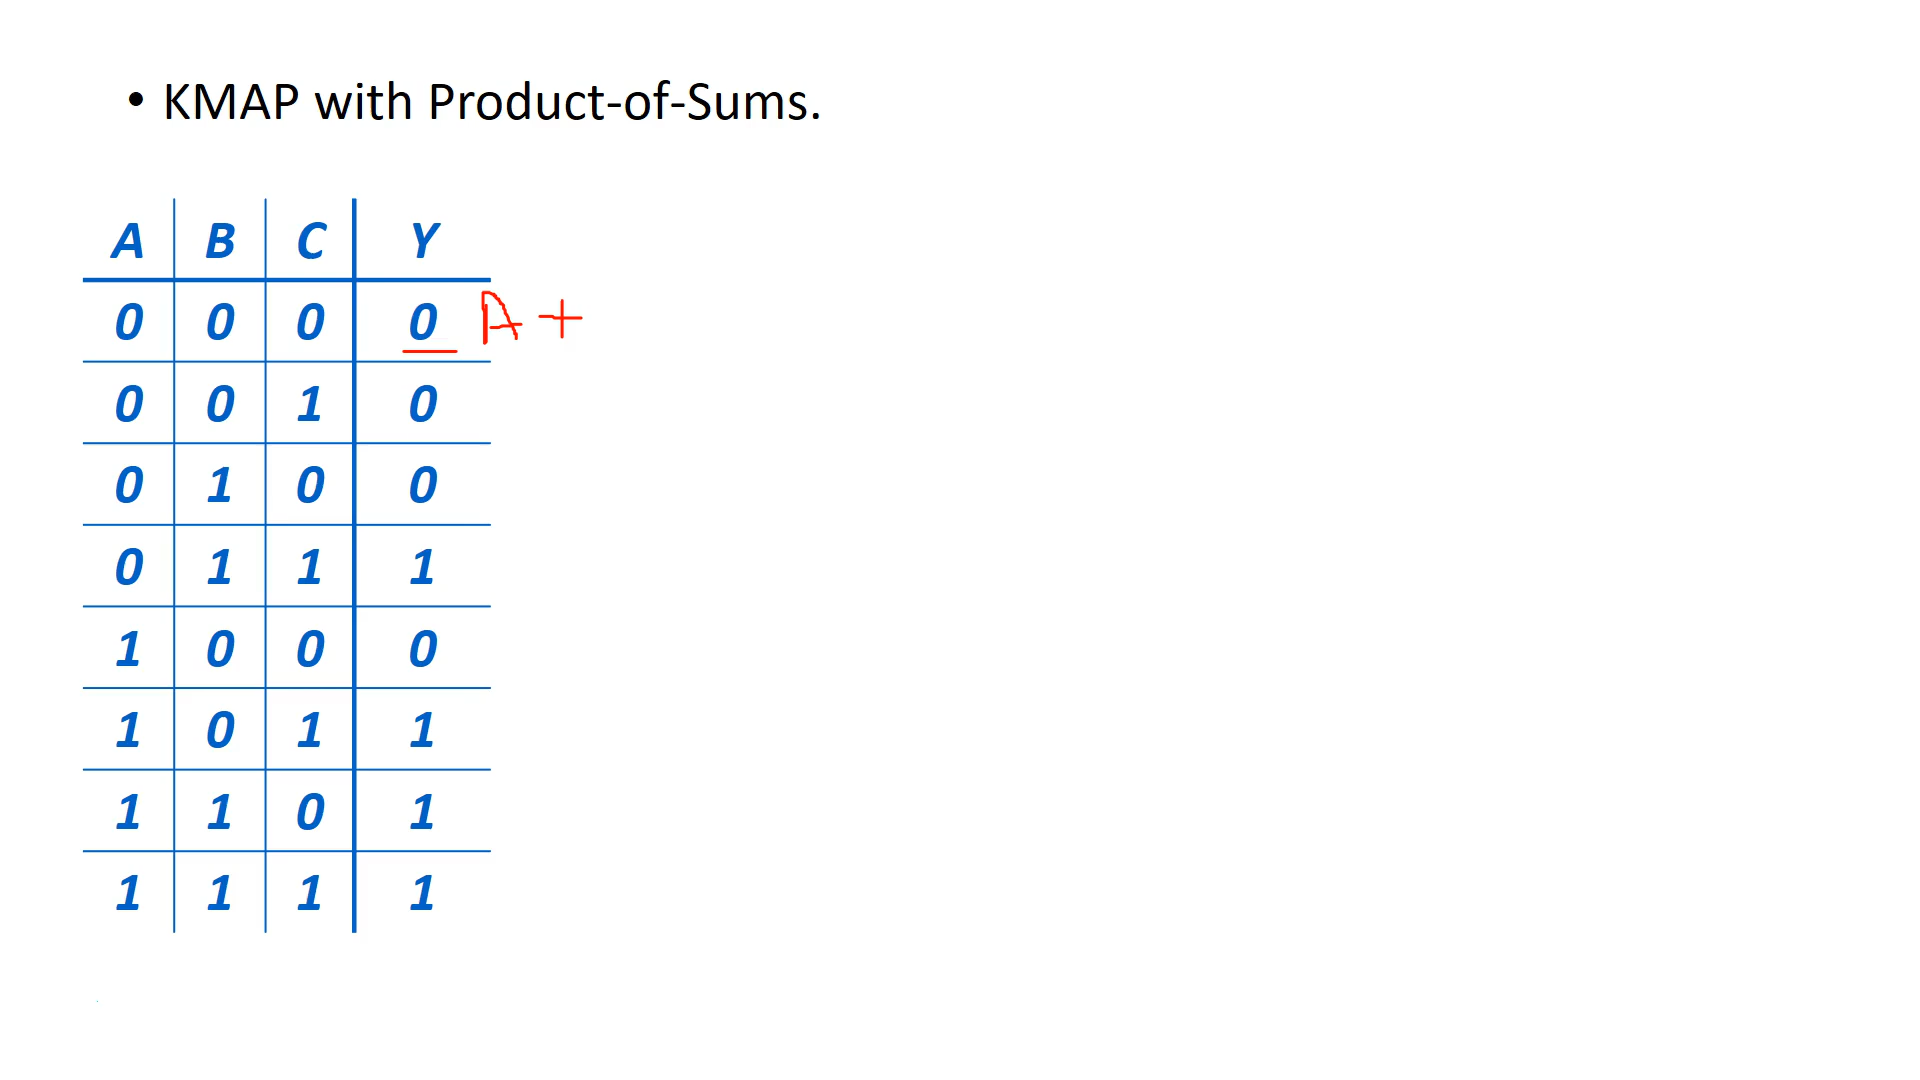 • KMAP with Product-of-Sums.
A B C Y
0 0 0 0 A +
0 0 1 0
0 1 0 0
0 1 1 1
1 0 0 0
1 0 1 1
1 1 0 1
1 1 1 1